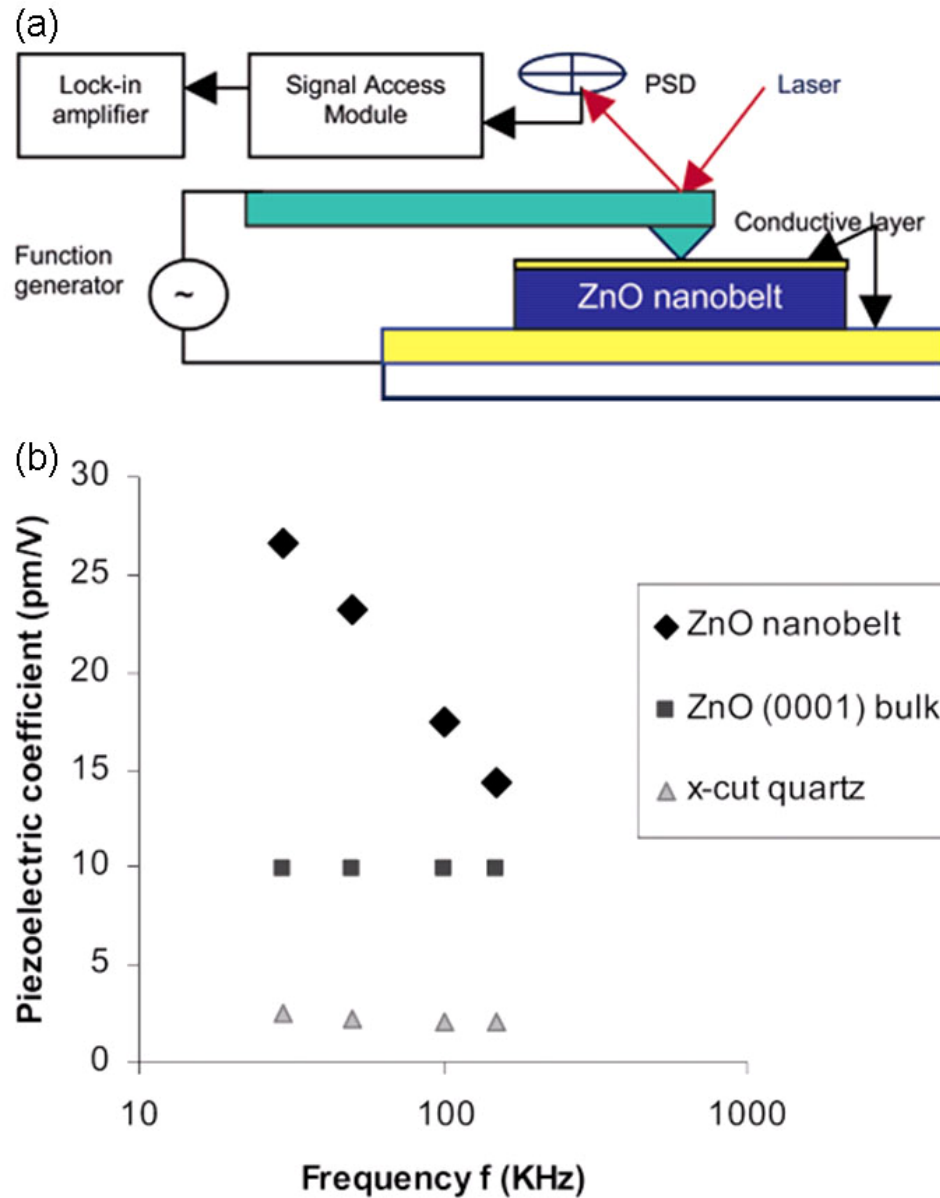 (a)
Lock-in
amplifier
Signal Access
Module
PSD
Laser
Function
generator
~
Conductive layer
ZnO nanobelt
(b)
Piezoelectric coefficient (pm/V)
30
25
20
15
10
5
0
10
100
1000
Frequency f (KHz)
ZnO nanobelt
ZnO (0001) bulk
x-cut quartz